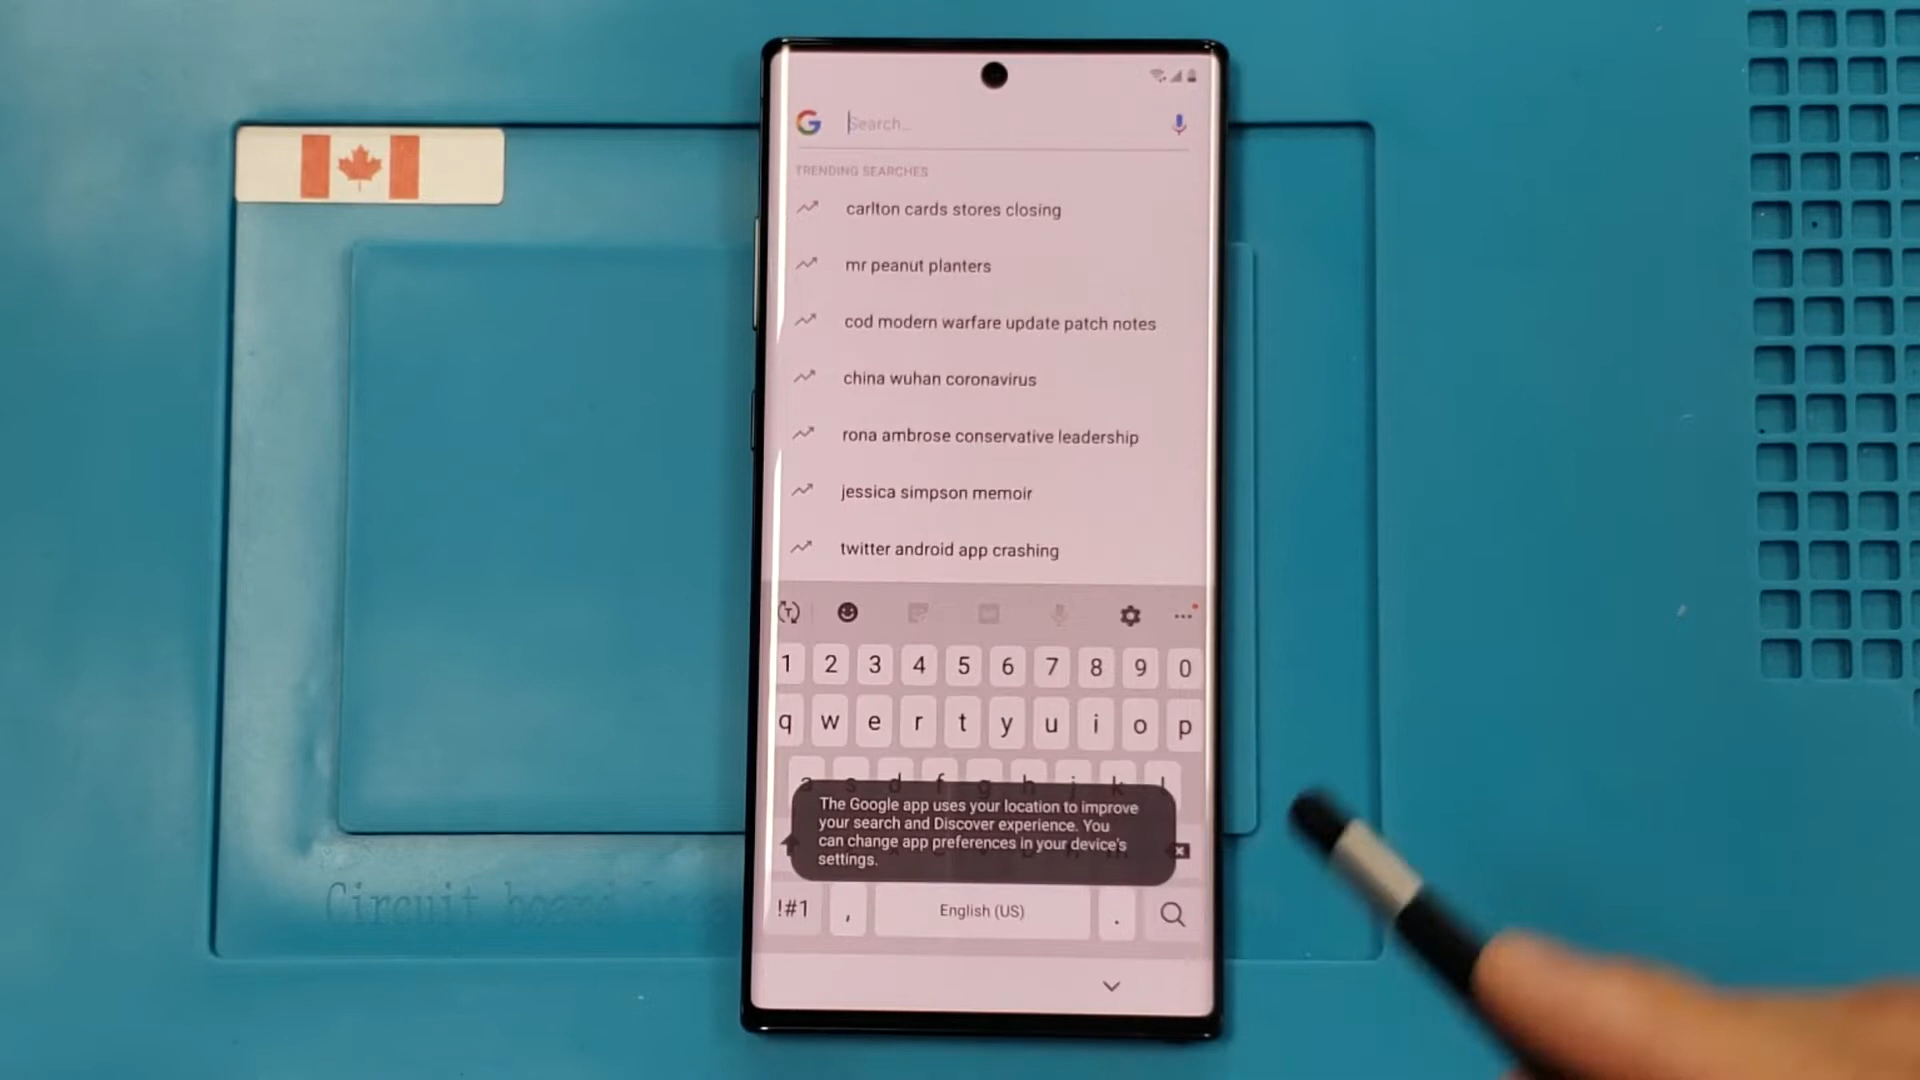 G Search...
TRENDING SEARCHES
carlton cards stores closing
mr peanut planters
cod modern warfare update patch notes
china wuhan coronavirus
rona ambrose conservative leadership
jessica simpson memoir
twitter android app crashing
1 2 3 4 5 6 7 8 9 0
q w e r t y u i o p
a s d f g h j k l
The Google app uses your location to improve
your search and Discover experience. You
can change app preferences in your device's
settings.
!#1 , English (US) .
Circuit board